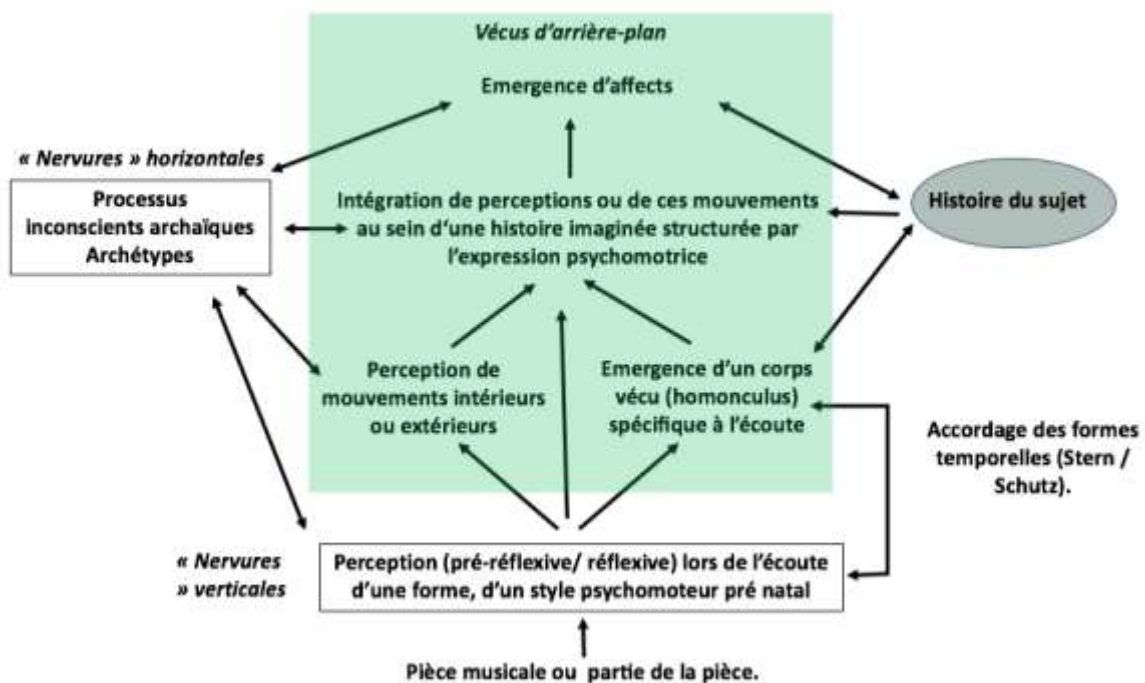 Vécus d'arrière-plan
Emergence d'affects
« Nervures » horizontales
Processus
inconscients archaïques
Archétypes
Intégration de perceptions ou de ces mouvements
au sein d'une histoire imaginée structurée par
l'expression psychomotrice
Histoire du sujet
Perception de
mouvements intérieurs
ou extérieurs
Emergence d'un corps
vécu (homonculus)
spécifique à l'écoute
Accordage des formes
temporelles (Stern /
Schutz).
« Nervures
» verticales
Perception (pré-réflexive/ réflexive) lors de l'écoute
d'une forme, d'un style psychomoteur pré natal
Pièce musicale ou partie de la pièce.